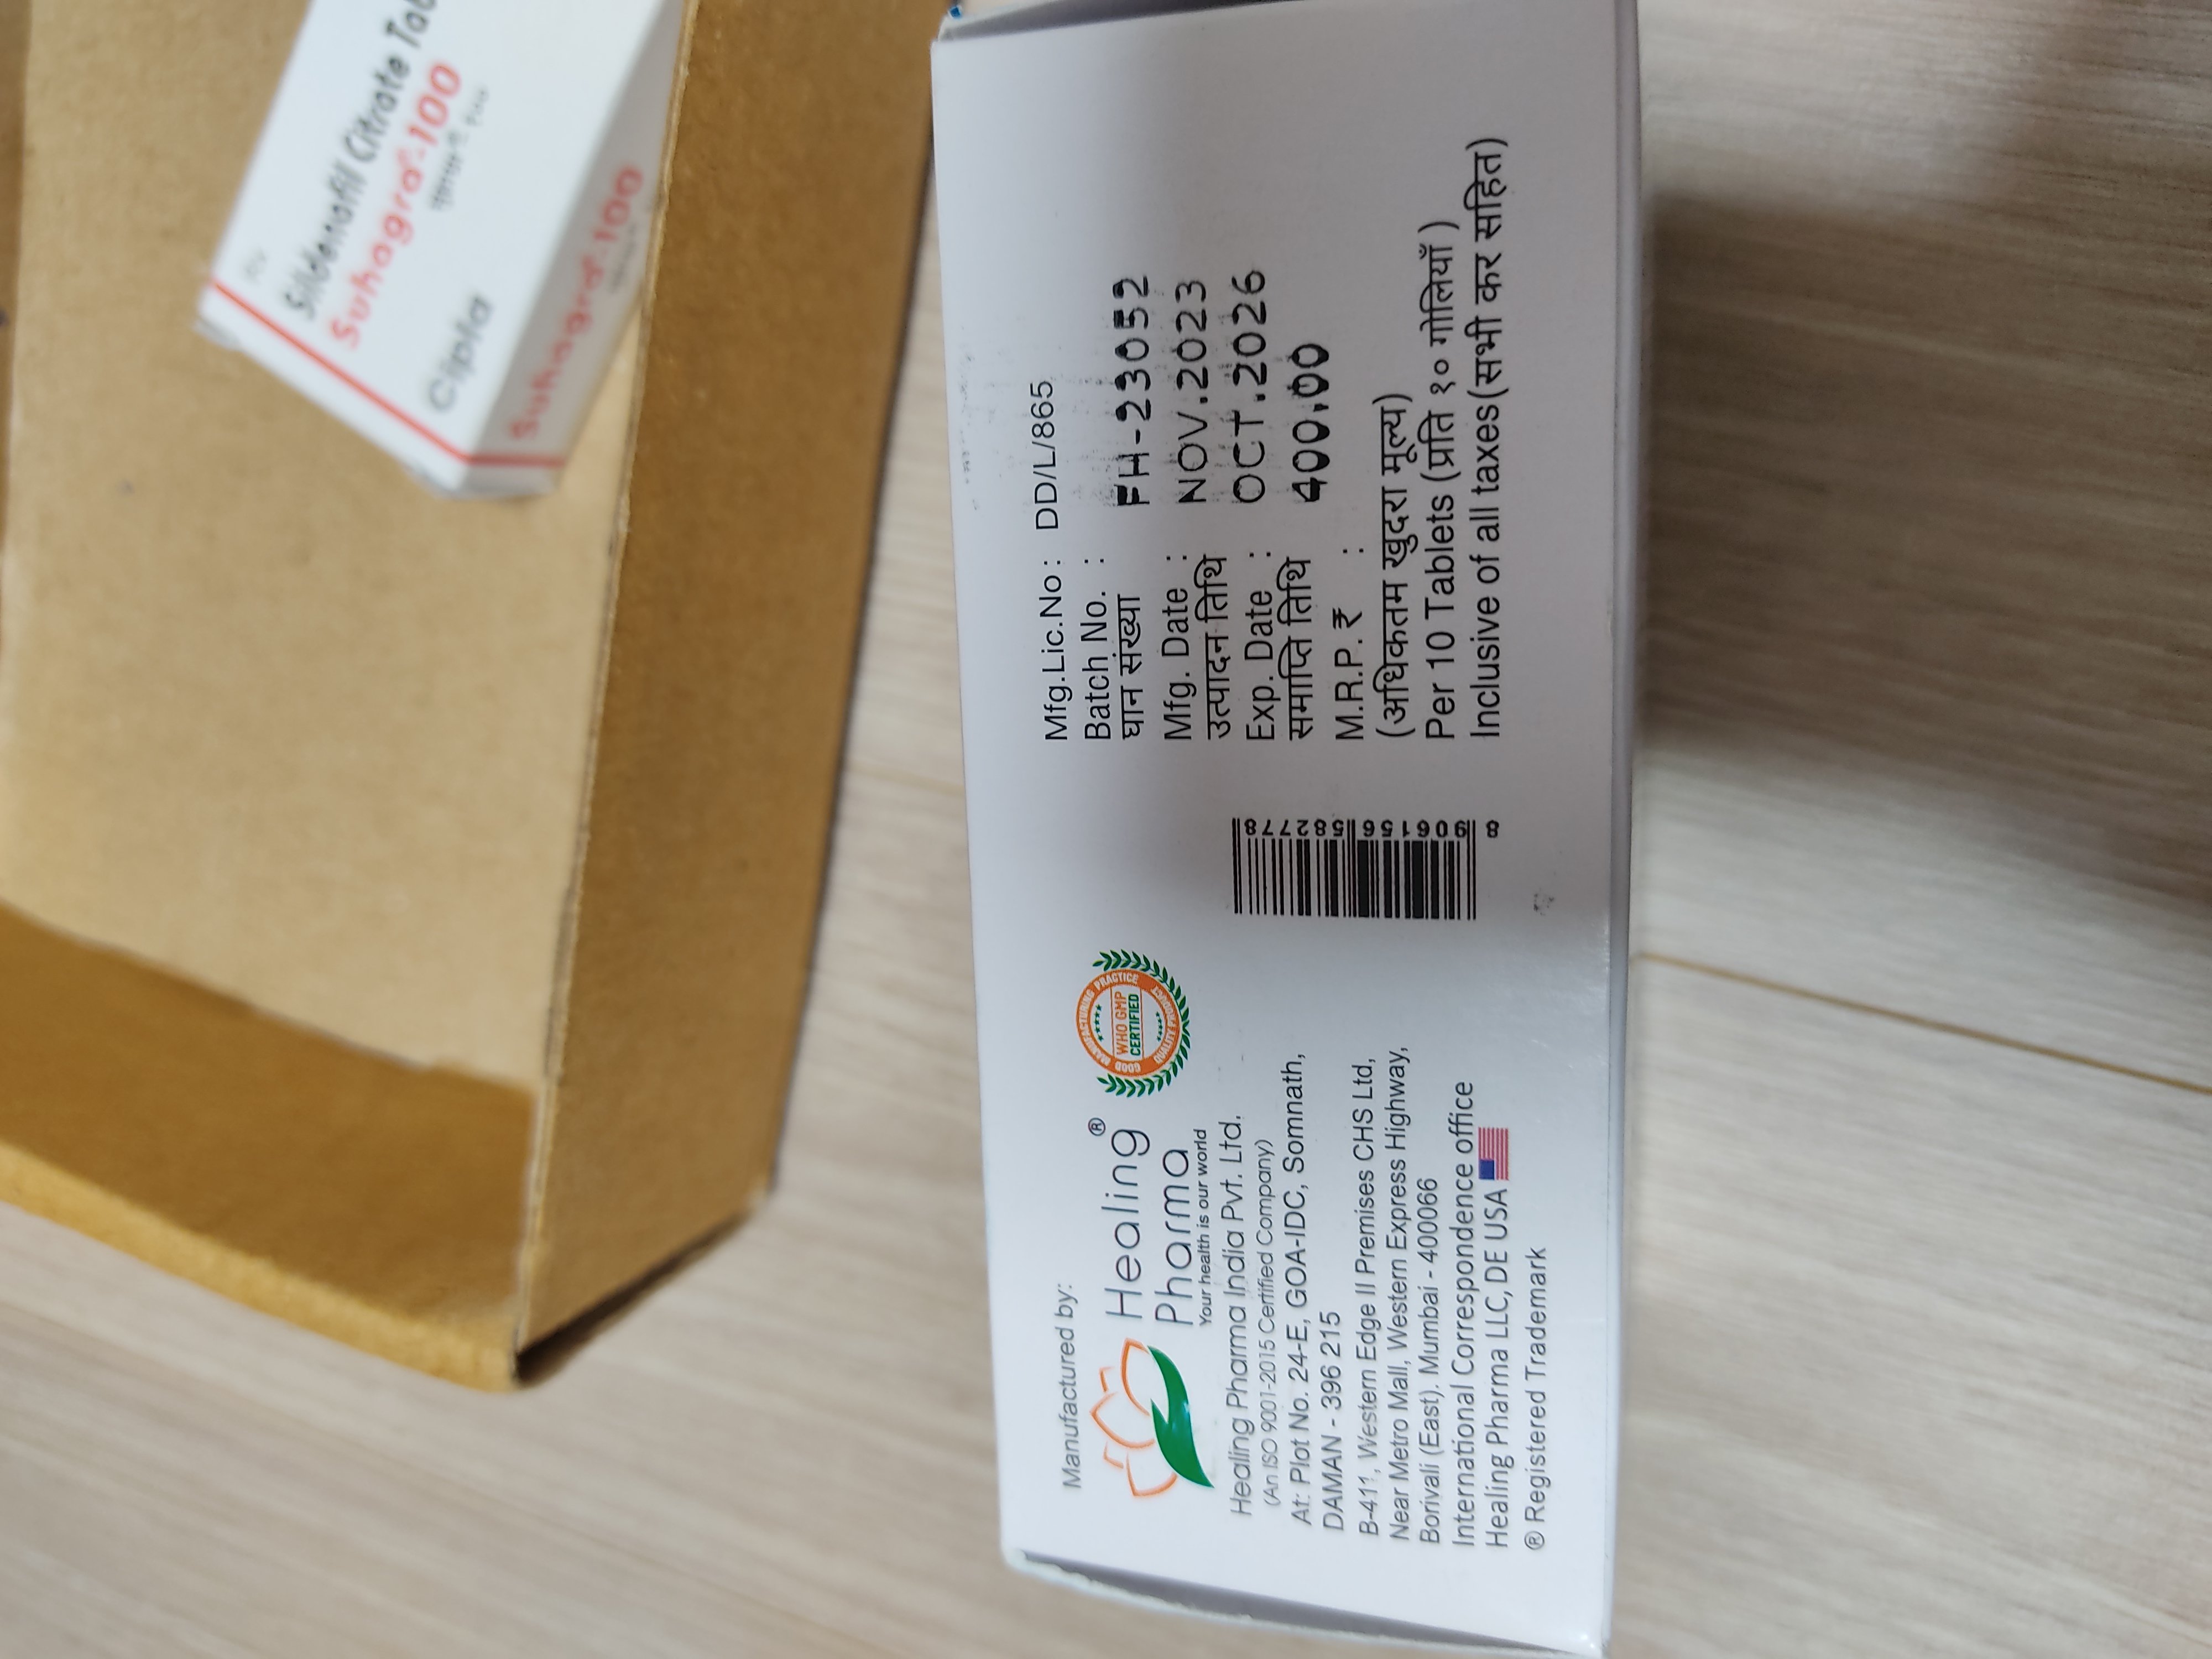 Sildenafil Citrate Tab
Suhagra®-100
Cipla
Suhagra®-100
Mfg.Lic.No : DD/L/865
Batch No. : FH-23052
घान संख्या
Mfg. Date : NOV.2023
उत्पादन तिथि
Exp. Date : OCT.2026
समाप्ति तिथि
M.R.P. ₹ : 400.00
(अधिकतम खुदरा मूल्य)
Per 10 Tablets (प्रति १० गोलियाँ )
Inclusive of all taxes(सभी कर सहित)
8 906156 582778
Manufactured by:
Healing®
Pharma
Your health is our world
GOOD MANUFACTURING PRACTICE
WHO GMP
CERTIFIED
QUALITY PRODUCT
Healing Pharma India Pvt. Ltd.
(An ISO 9001-2015 Certified Company)
At: Plot No. 24-E, GOA-IDC, Somnath,
DAMAN - 396 215
B-411, Western Edge II Premises CHS Ltd,
Near Metro Mall, Western Express Highway,
Borivali (East). Mumbai - 400066
International Correspondence office
Healing Pharma LLC, DE USA
® Registered Trademark